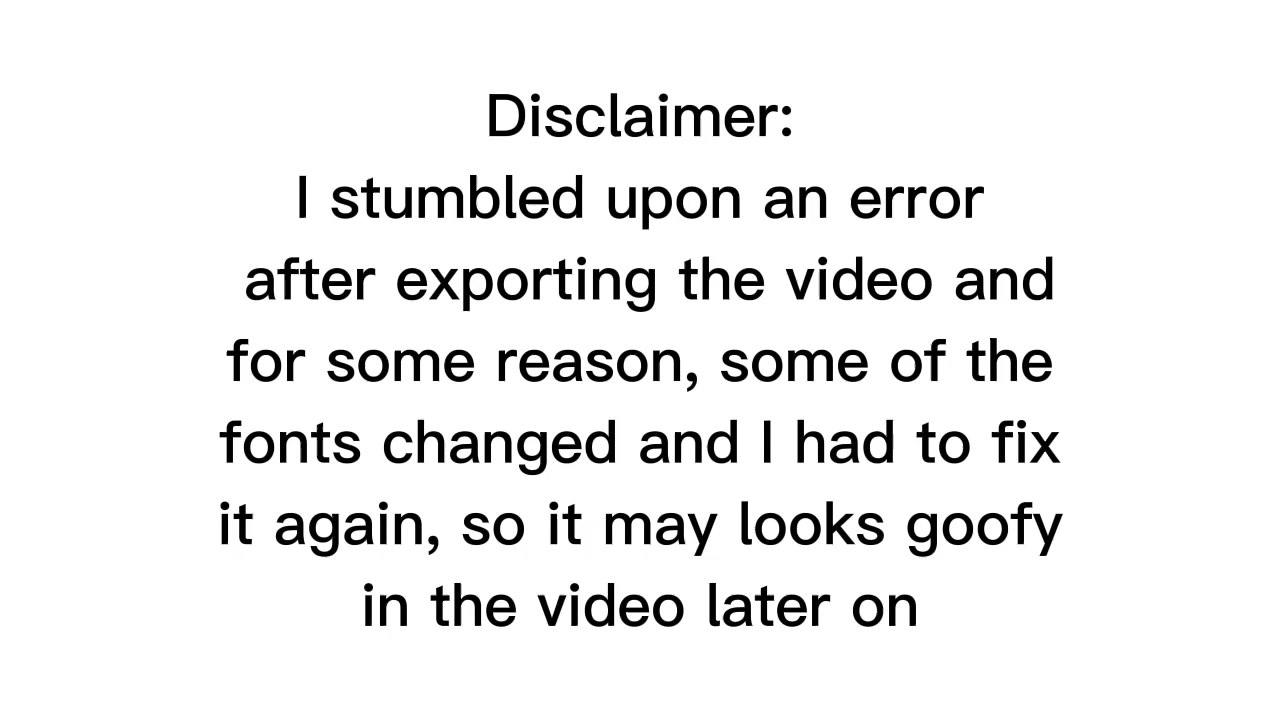 Disclaimer:
I stumbled upon an error
after exporting the video and
for some reason, some of the
fonts changed and I had to fix
it again, so it may looks goofy
in the video later on